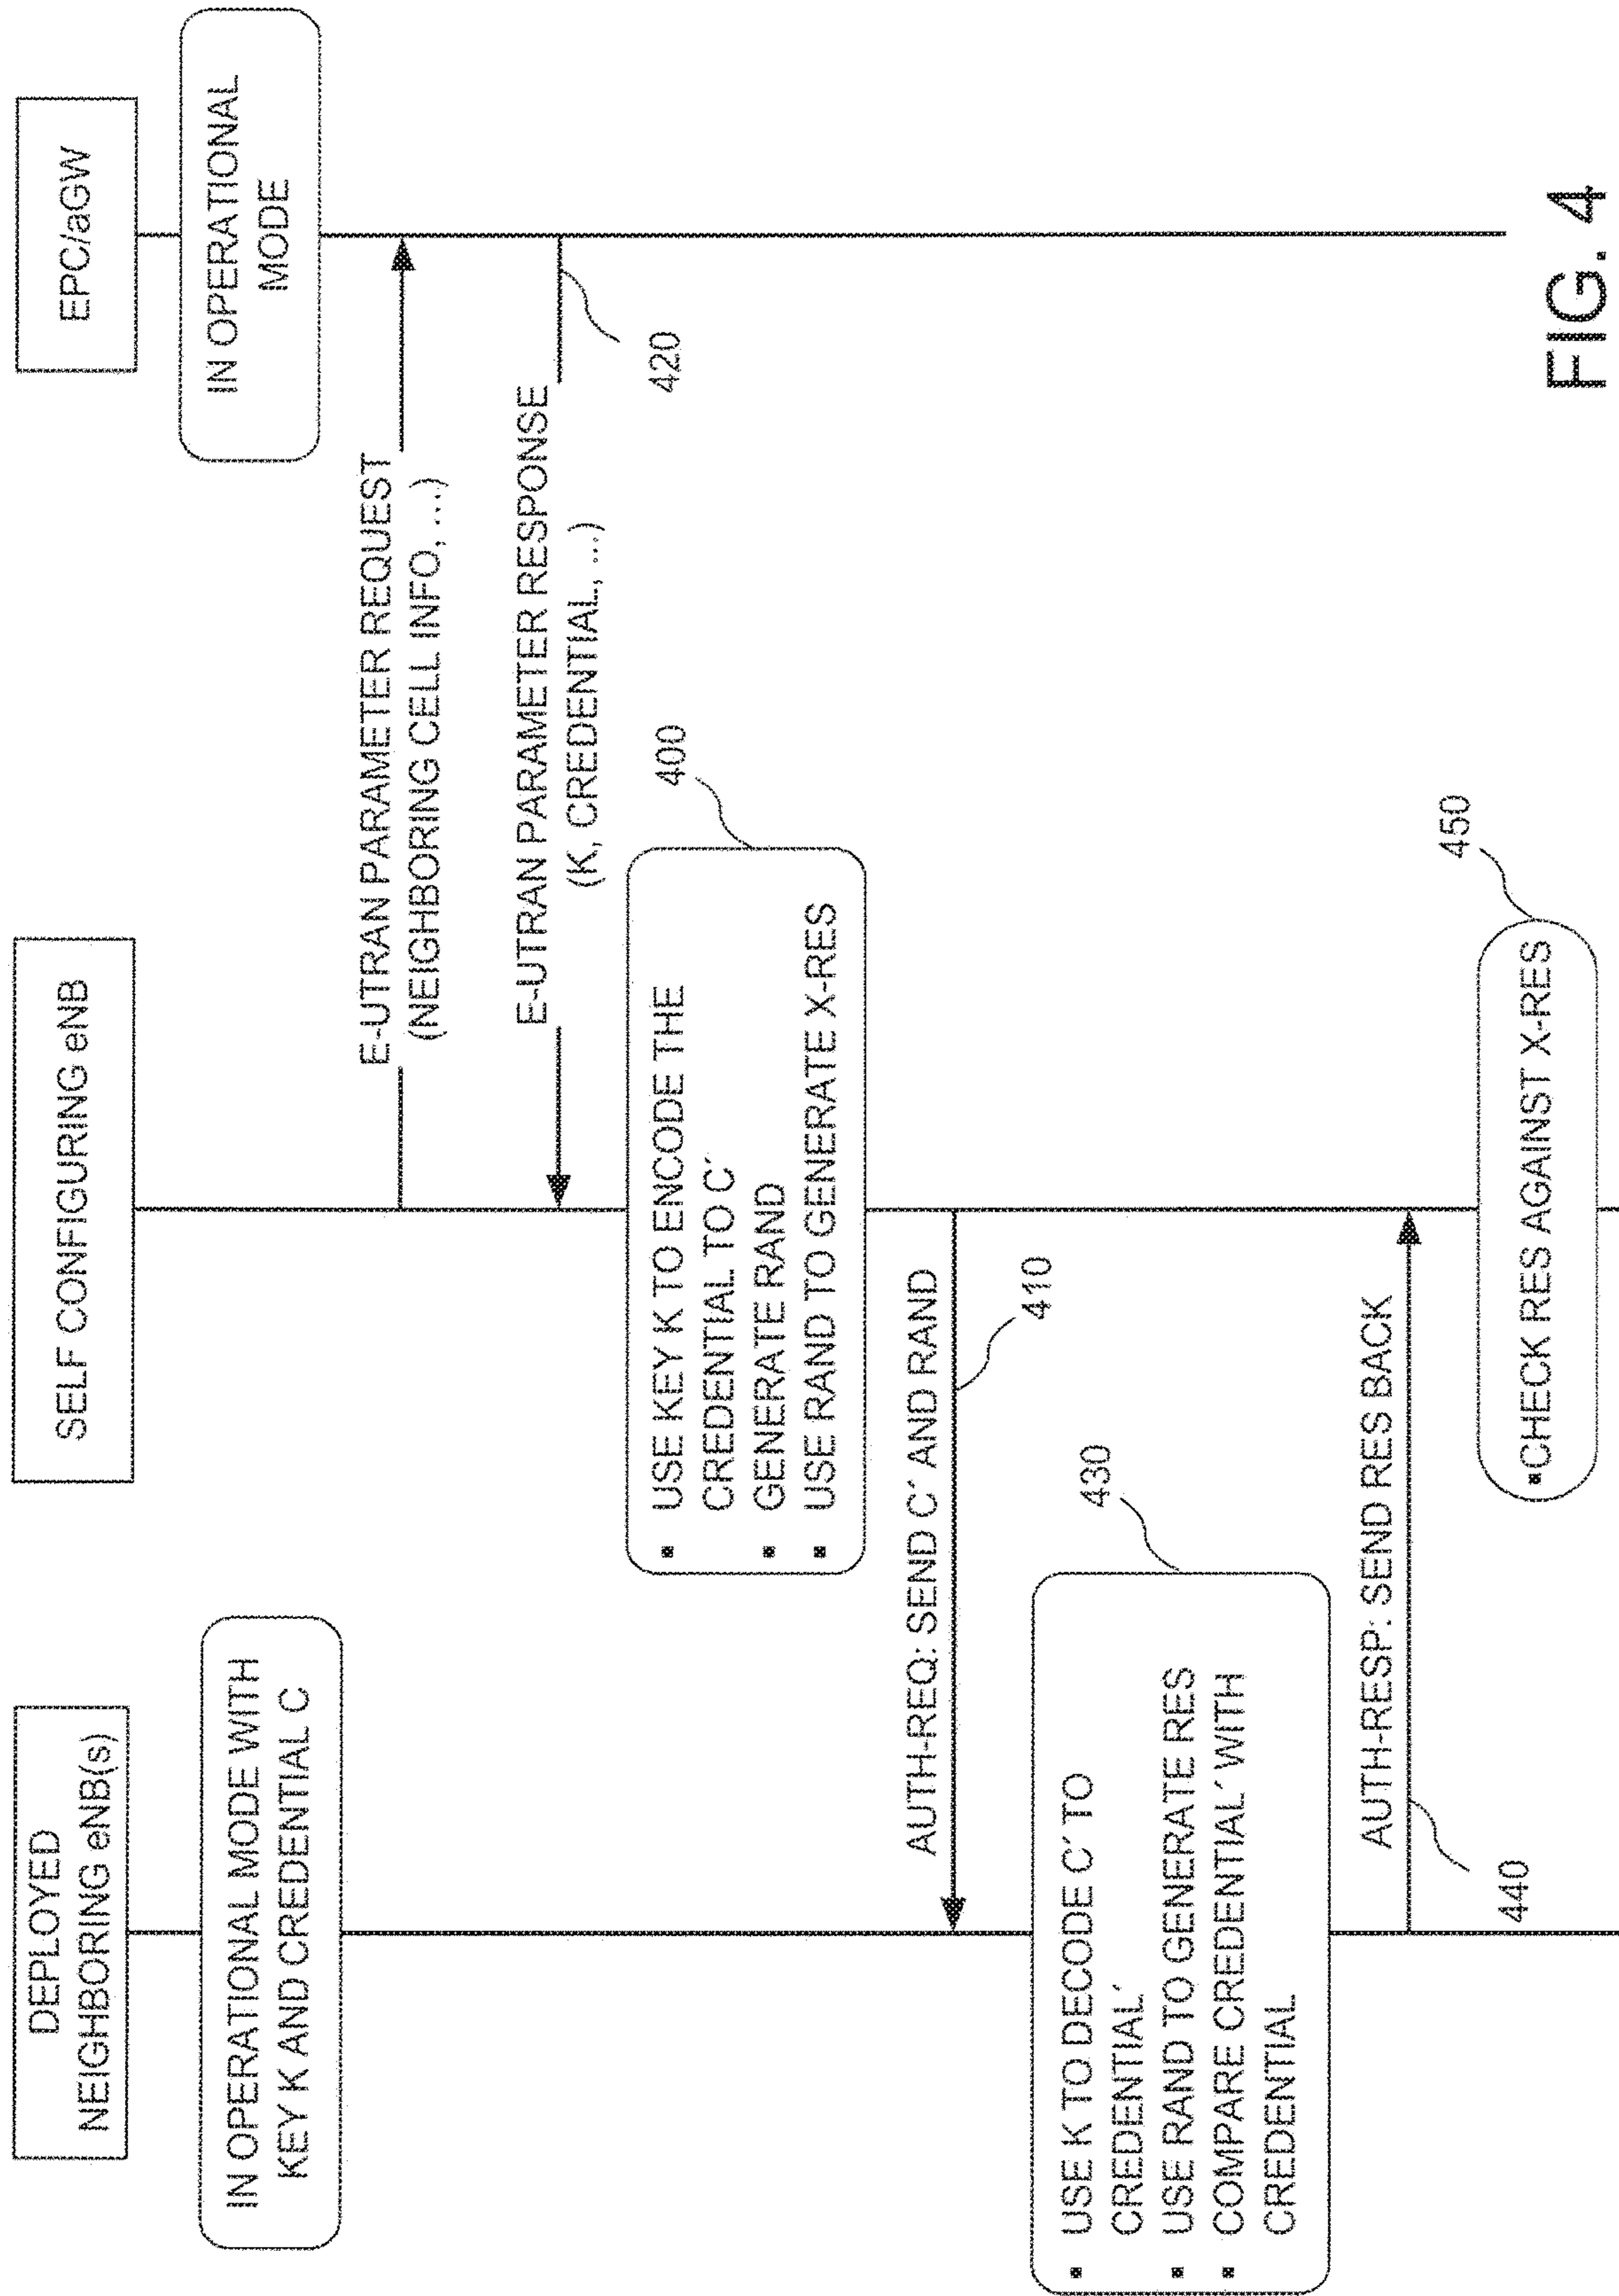 DEPLOYED
NEIGHBORING eNB(s)
SELF CONFIGURING eNB
EPC/aGW
IN OPERATIONAL MODE WITH
KEY K AND CREDENTIAL C
IN OPERATIONAL
MODE
E-UTRAN PARAMETER REQUEST
(NEIGHBORING CELL INFO, ...)
E-UTRAN PARAMETER RESPONSE
(K, CREDENTIAL, ...)
420
400
▪ USE KEY K TO ENCODE THE
CREDENTIAL TO C´
▪ GENERATE RAND
▪ USE RAND TO GENERATE X-RES
AUTH-REQ: SEND C´ AND RAND
410
430
▪ USE K TO DECODE C´ TO
CREDENTIAL´
▪ USE RAND TO GENERATE RES
▪ COMPARE CREDENTIAL´ WITH
CREDENTIAL
AUTH-RESP: SEND RES BACK
440
450
▪CHECK RES AGAINST X-RES
FIG. 4